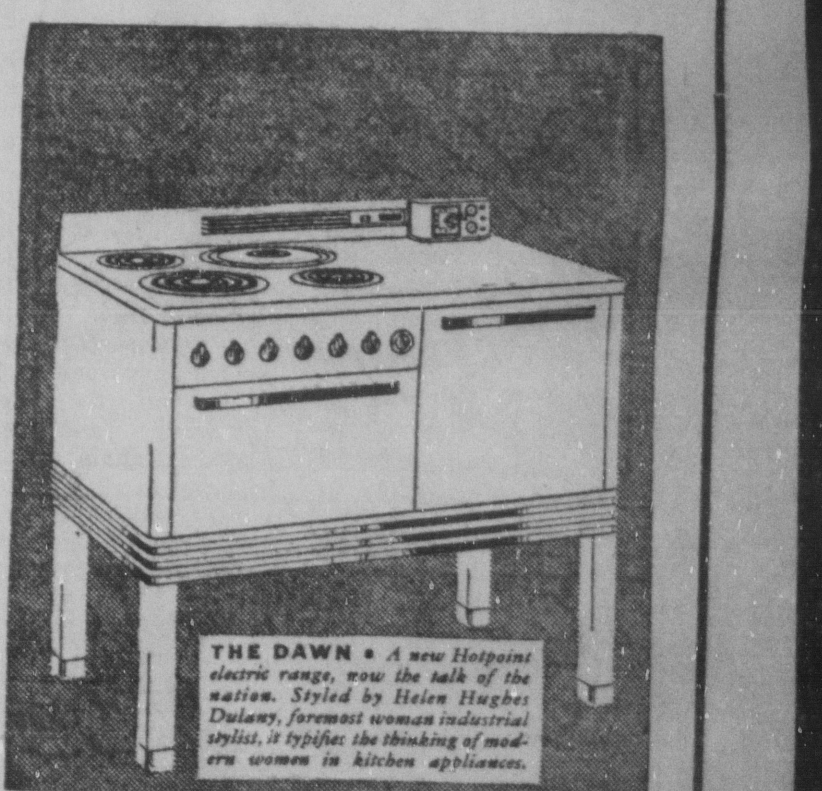 THE DAWN • A new Hotpoint
electric range, now the talk of the
nation. Styled by Helen Hughes
Dulany, foremost woman industrial
stylist, it typifies the thinking of mod-
ern women in kitchen appliances.